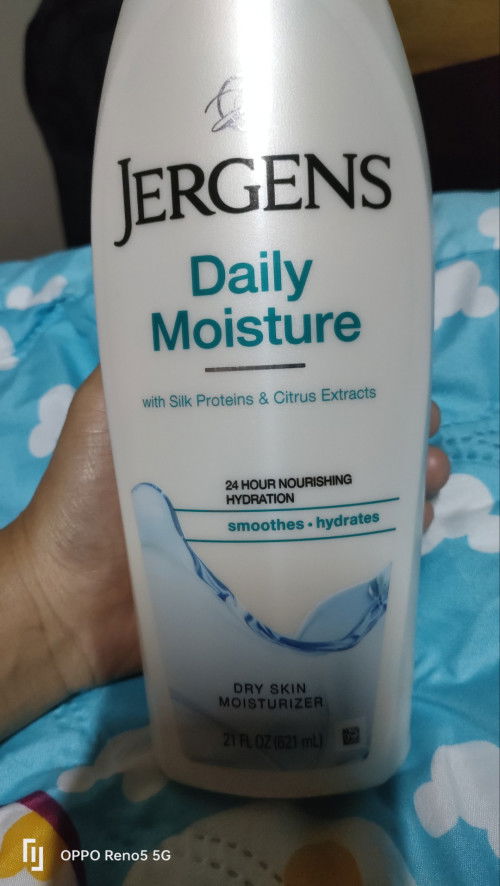 JERGENS
Daily
Moisture
with Silk Proteins & Citrus Extracts
24 HOUR NOURISHING
HYDRATION
smoothes • hydrates
DRY SKIN
MOISTURIZER
21 FL OZ (621 mL)
OPPO Reno5 5G